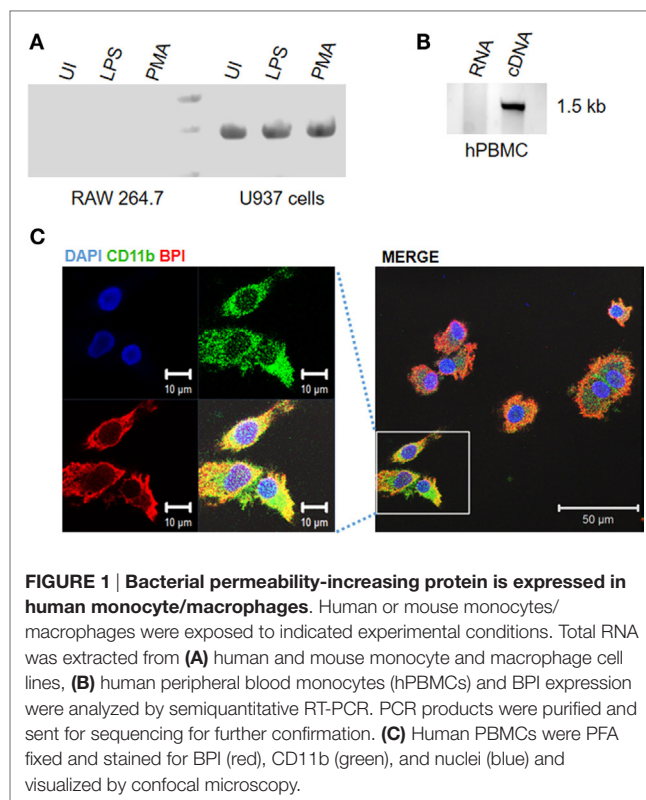 A
UI LPS PMA UI LPS PMA
RAW 264.7 U937 cells
B
RNA cDNA
1.5 kb
hPBMC
C
DAPI CD11b BPI
10 µm
10 µm
10 µm
10 µm
MERGE
50 µm
FIGURE 1 | Bacterial permeability-increasing protein is expressed in
human monocyte/macrophages. Human or mouse monocytes/
macrophages were exposed to indicated experimental conditions. Total RNA
was extracted from (A) human and mouse monocyte and macrophage cell
lines, (B) human peripheral blood monocytes (hPBMCs) and BPI expression
were analyzed by semiquantitative RT-PCR. PCR products were purified and
sent for sequencing for further confirmation. (C) Human PBMCs were PFA
fixed and stained for BPI (red), CD11b (green), and nuclei (blue) and
visualized by confocal microscopy.